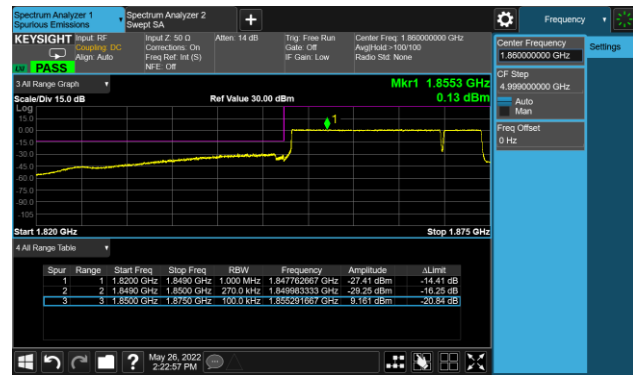 Spectrum Analyzer 1
Spurious Emissions
Spectrum Analyzer 2
Swept SA
Frequency
KEYSIGHT
Input: RF
Coupling: DC
Align: Auto
Input Z: 50 Ω
Corrections: On
Freq Ref: Int (S)
NFE: Off
Atten: 14 dB
Trig: Free Run
Gate: Off
IF Gain: Low
Center Freq: 1.860000000 GHz
Avg|Hold:>100/100
Radio Std: None
LW PASS
Center Frequency
1.860000000 GHz
Settings
CF Step
4.999000000 GHz
Auto
Man
Freq Offset
0 Hz
3 All Range Graph
Mkr1 1.8553 GHz
0.13 dBm
Scale/Div 15.0 dB
Ref Value 30.00 dBm
Log
15.0
0.00
-15.0
-30.0
-45.0
-60.0
-75.0
-90.0
-105
1
Start 1.820 GHz
Stop 1.875 GHz
4 All Range Table
Spur Range Start Freq Stop Freq RBW Frequency Amplitude ΔLimit
1 1 1.8200 GHz 1.8490 GHz 1.000 MHz 1.847762667 GHz -27.41 dBm -14.41 dB
2 2 1.8490 GHz 1.8500 GHz 270.0 kHz 1.849983333 GHz -29.25 dBm -16.25 dB
3 3 1.8500 GHz 1.8750 GHz 100.0 kHz 1.855291667 GHz 9.161 dBm -20.84 dB
May 26, 2022
2:22:57 PM